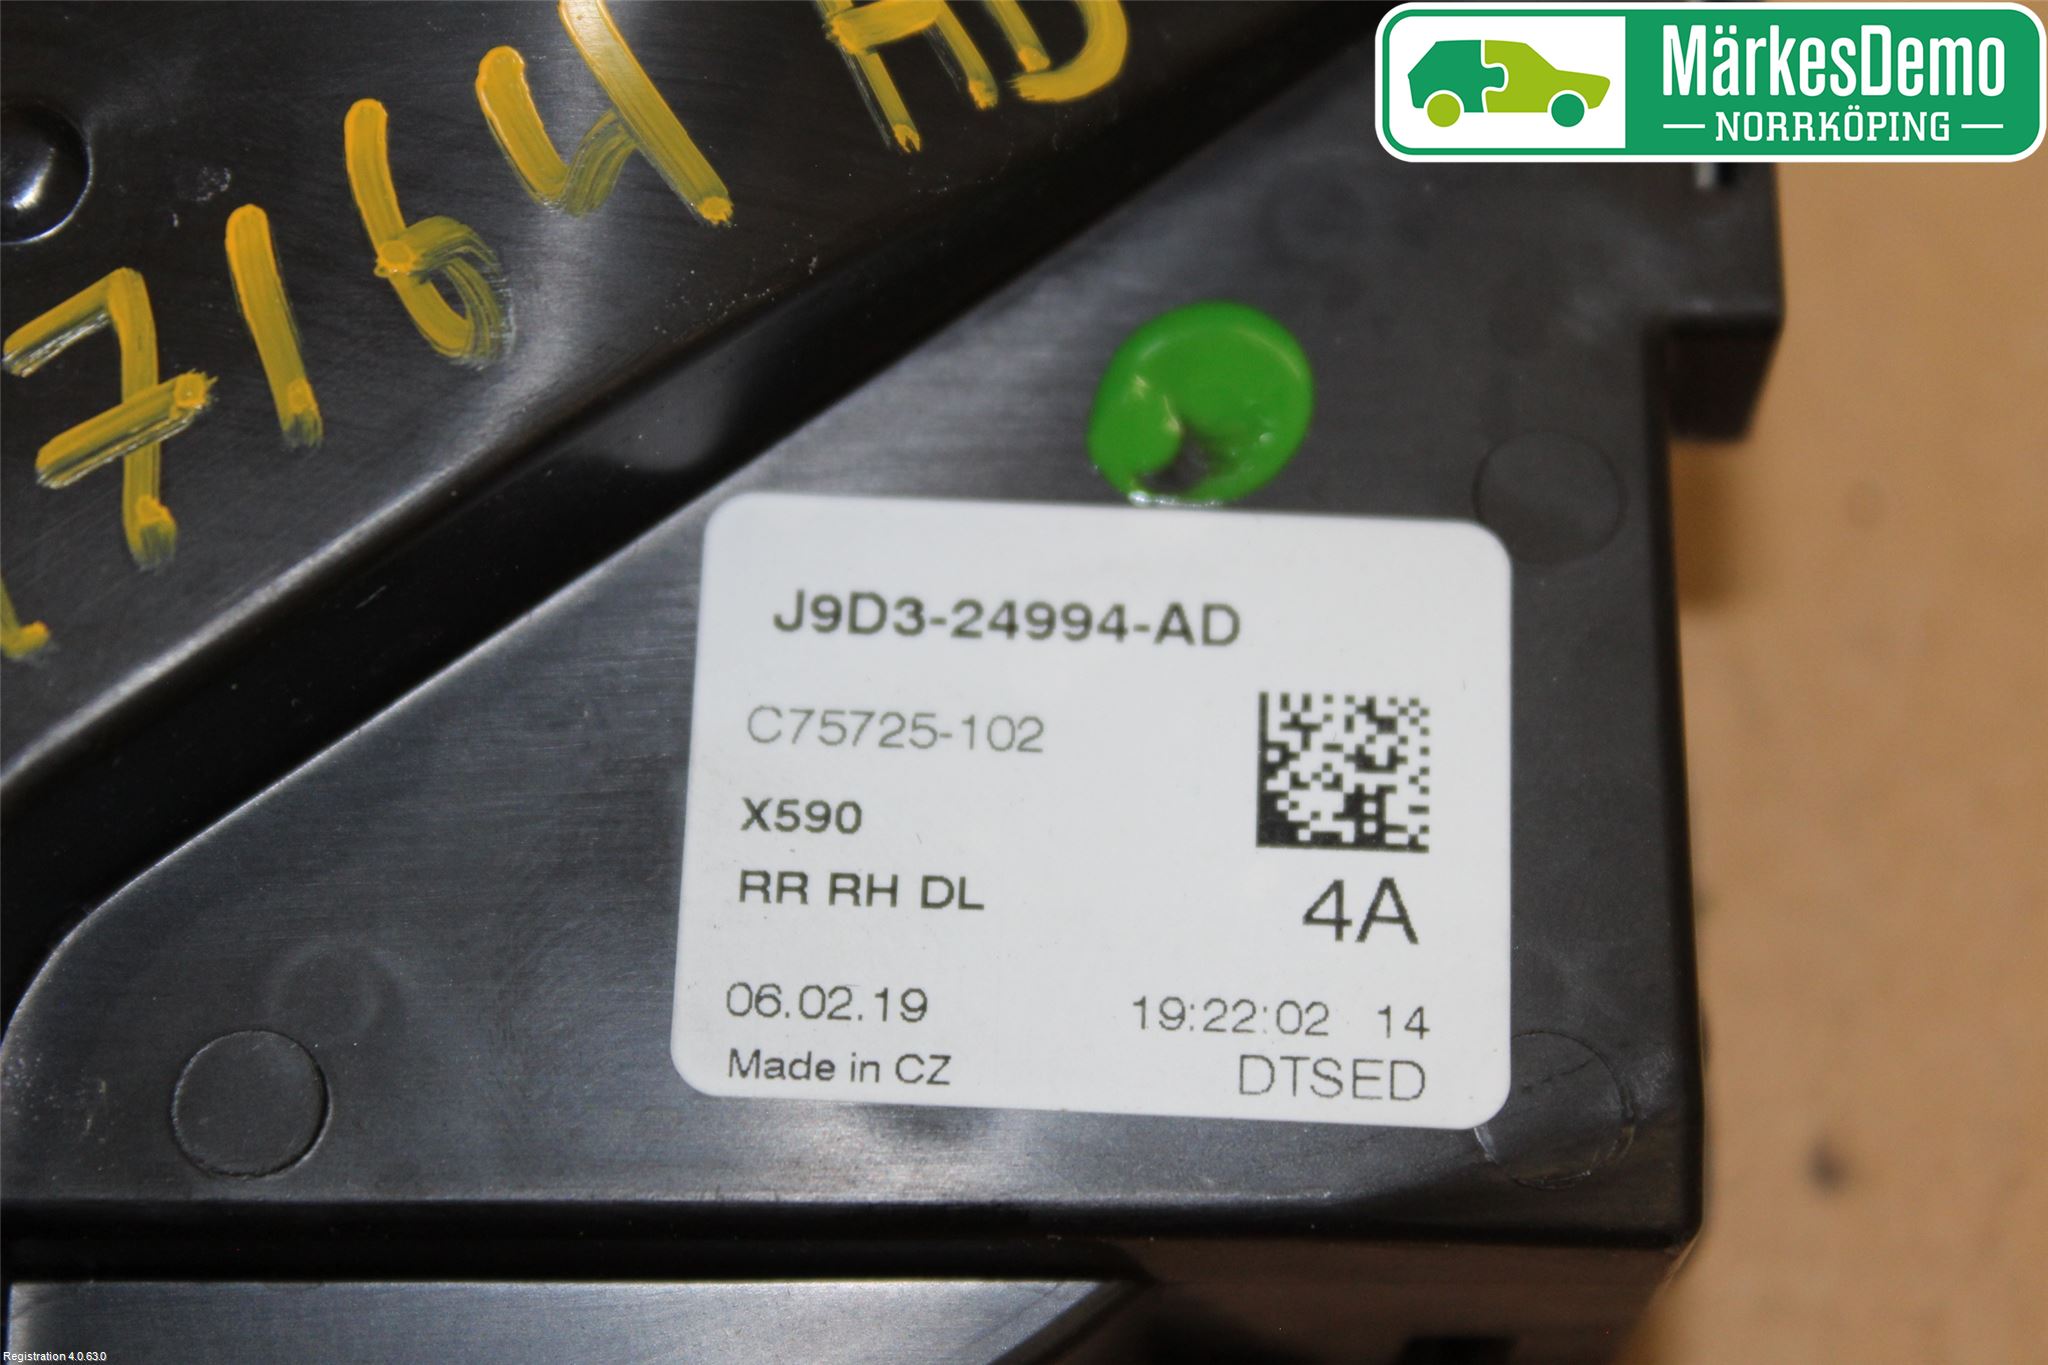 MärkesDemo
NORRKÖPING
7164 AD
J9D3-24994-AD
C75725-102
X590
RR RH DL
4A
06.02.19 19:22:02 14
Made in CZ DTSED
Registration 4.0.63.0